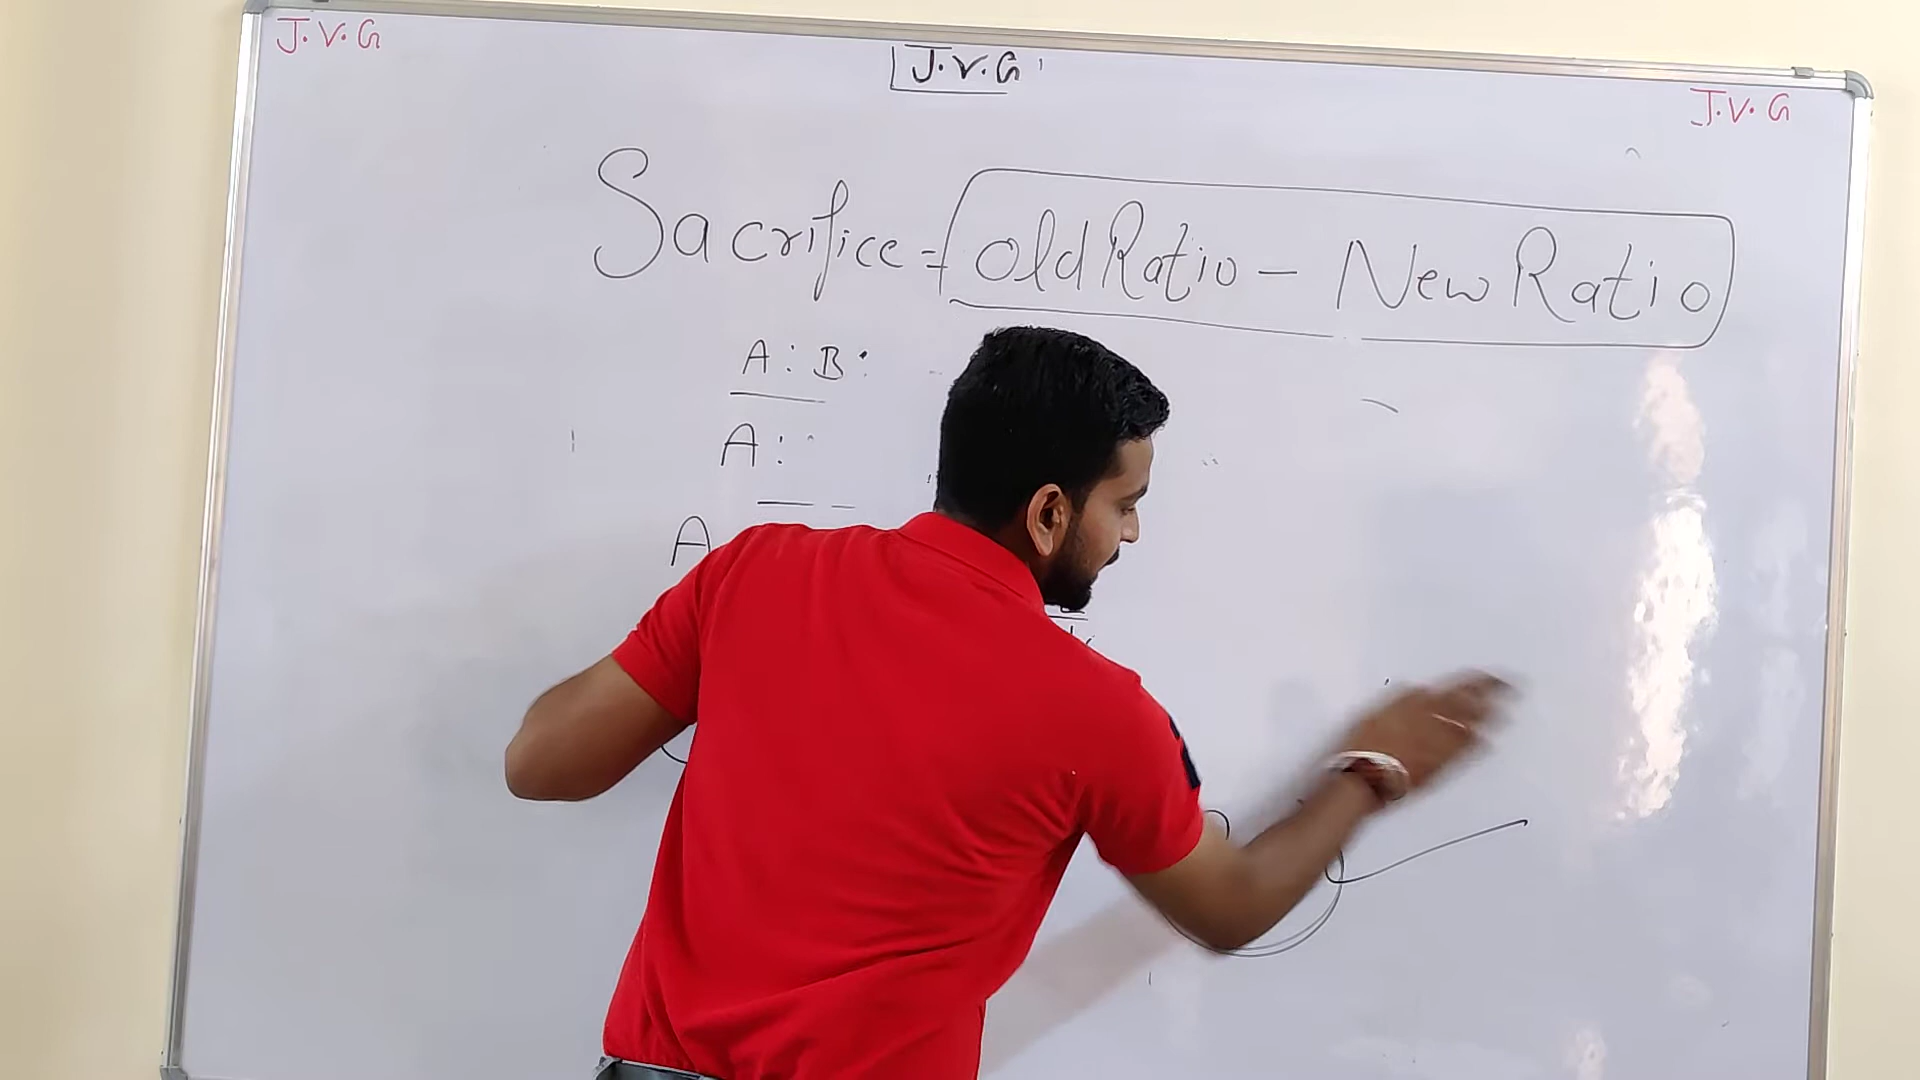 J.V.G
J.V.G
J.V.G
Sacrifice = Old Ratio - New Ratio
A : B :
A :
A